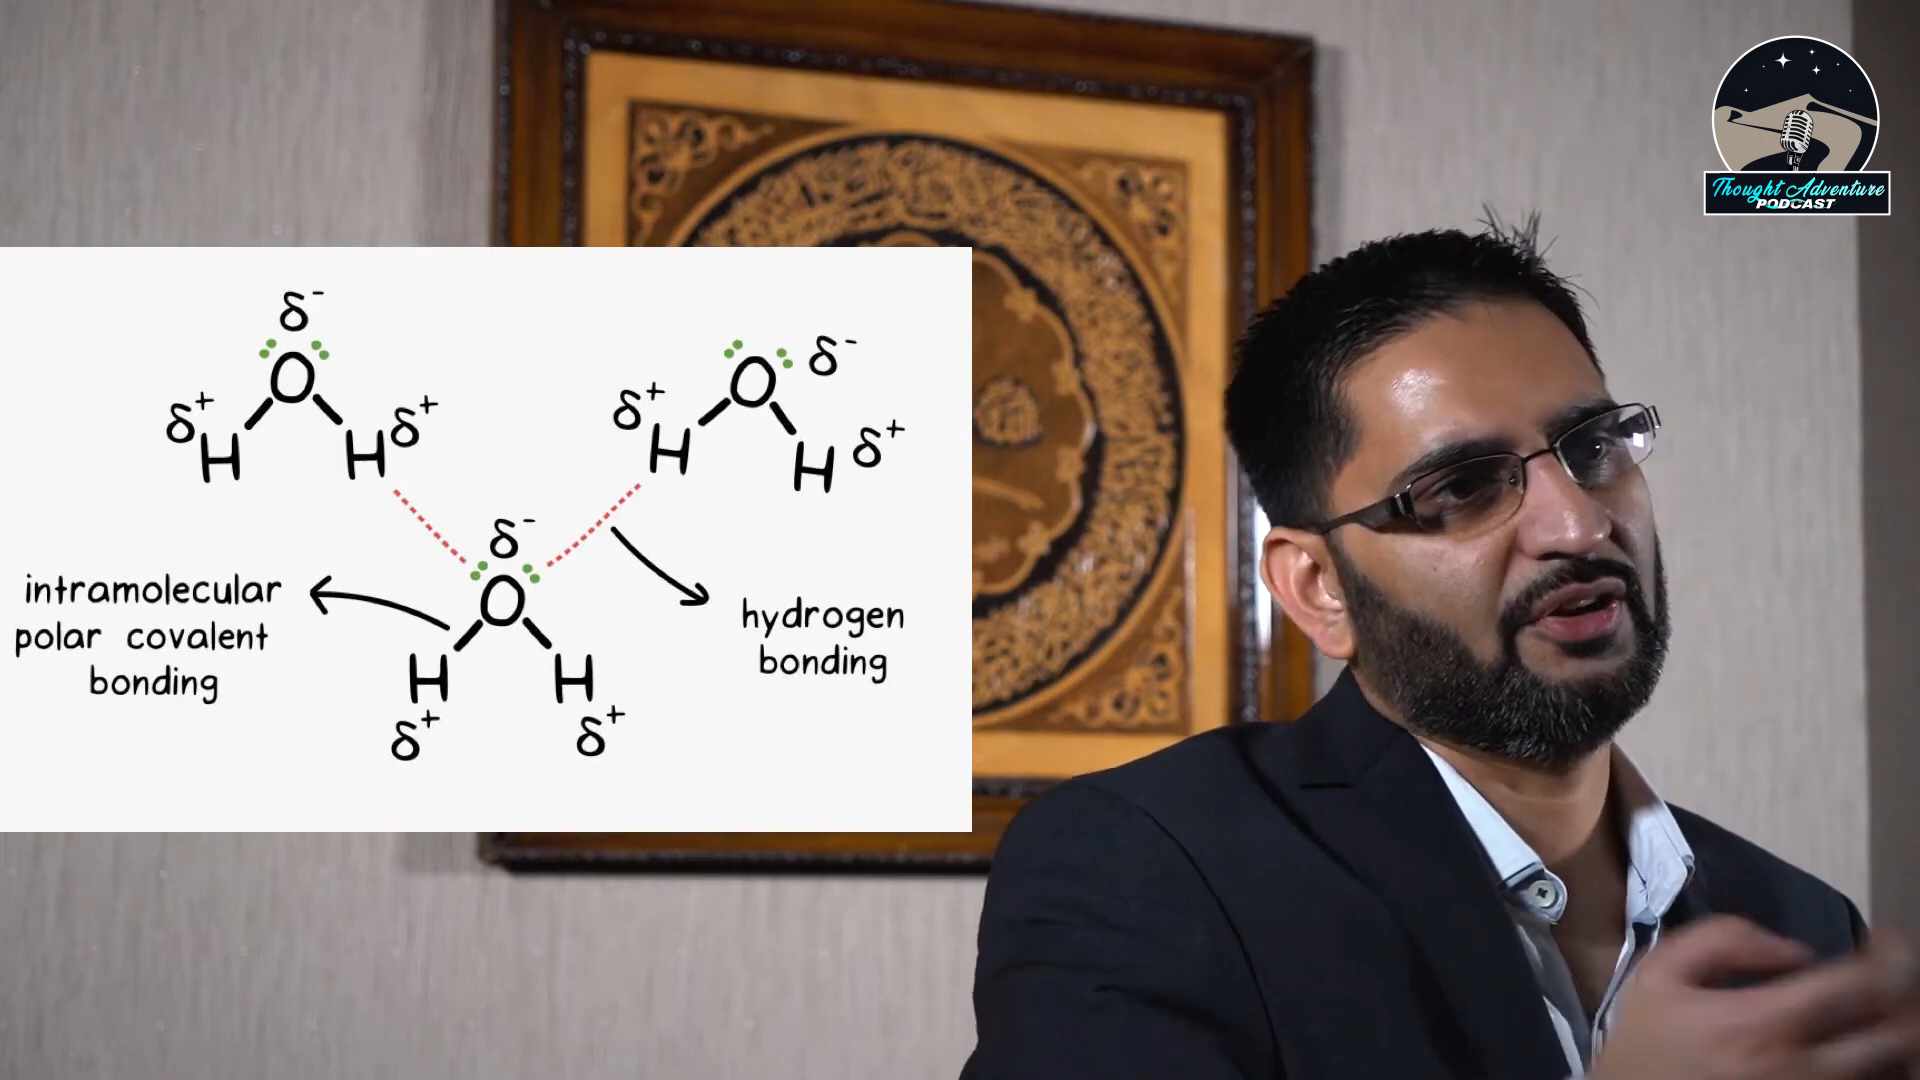 Thought Adventure
PODCAST
δ-
O
δ+
H
H
δ+
O
δ-
δ+
H
H
δ+
δ-
O
H
H
δ+
δ+
intramolecular
polar covalent
bonding
hydrogen
bonding